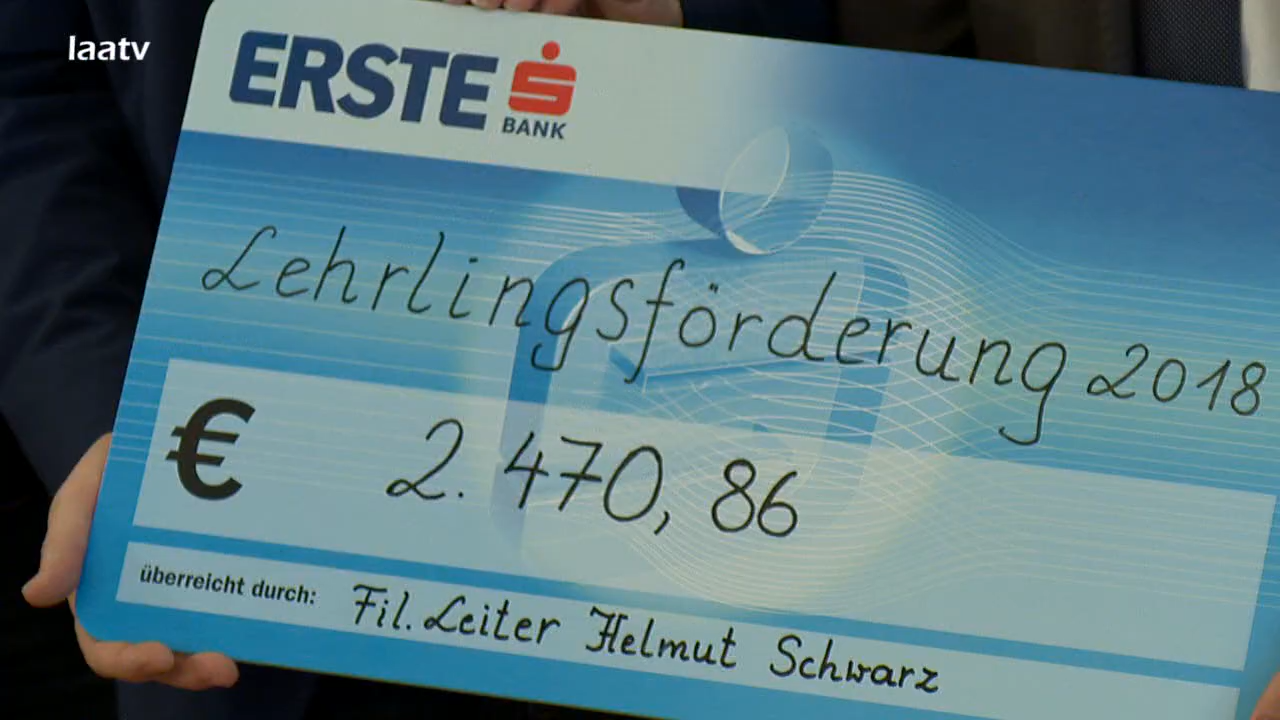 laatv
ERSTE
BANK
Lehrlingsförderung 2018
€ 2.470,86
überreicht durch: Fil. Leiter Helmut Schwarz